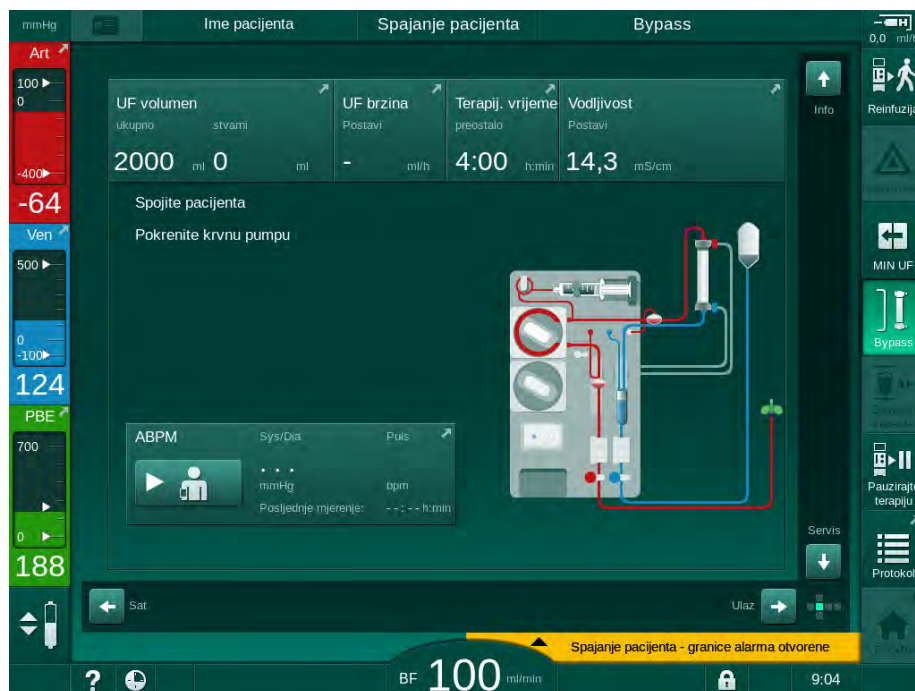 mmHg
Ime pacijenta
Spajanje pacijenta
Bypass
0,0 ml/h
Art
100
0
-400
-64
Ven
500
0
-100
124
PBE
700
0
188
UF volumen
ukupno
stvarni
2000 ml 0 ml
UF brzina
Postavi
- ml/h
Terapij. vrijeme
preostalo
4:00 h:min
Vodljivost
Postavi
14,3 mS/cm
Spojite pacijenta
Pokrenite krvnu pumpu
ABPM
Sys/Dia
Puls
. . .
mmHg
bpm
Posljednje mjerenje: --:-- h:min
Info
Servis
Sat
Ulaz
Reinfuzija
MIN UF
Bypass
Pauzirajte
terapiju
Protokol
Spajanje pacijenta - granice alarma otvorene
?
BF 100 ml/min
9:04